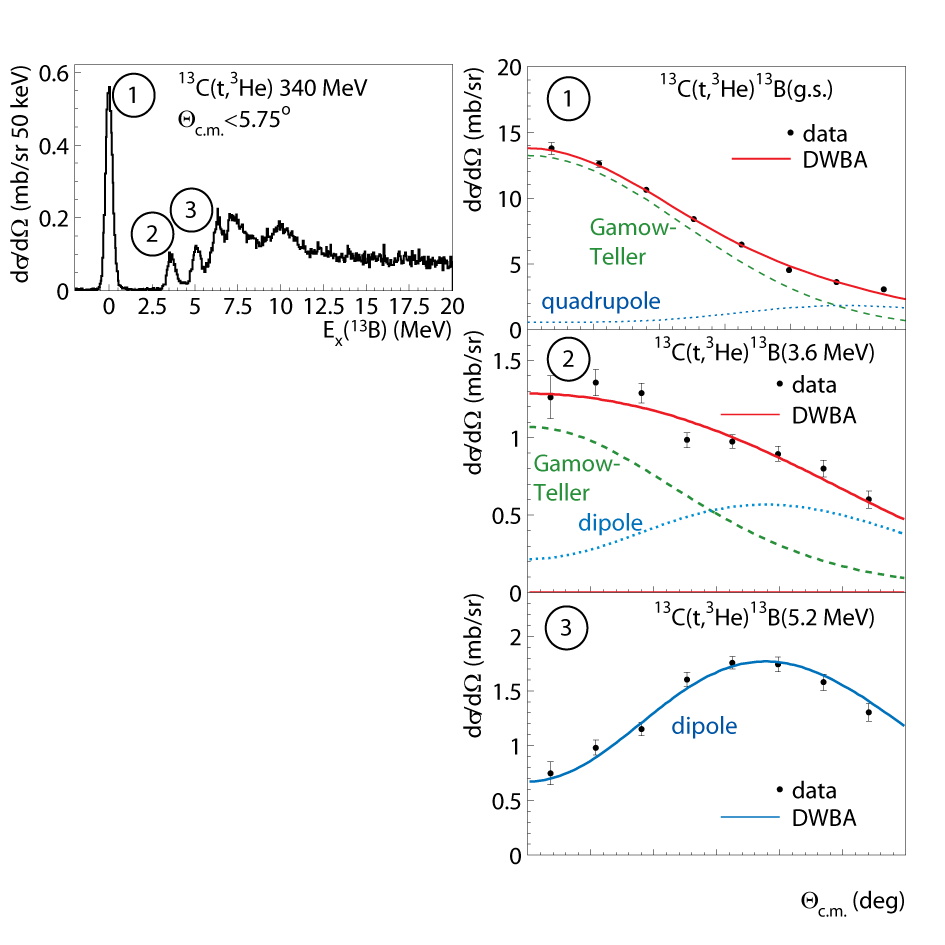 dσ/dΩ (mb/sr 50 keV)
0.6
0.4
0.2
0
1
2
3
¹³C(t,³He) 340 MeV
Θc.m.<5.75°
0 2.5 5.0 7.5 10 12.5 15 17.5 20
Eₓ(¹³B) (MeV)
dσ/dΩ (mb/sr)
20
15
10
5
0
1
¹³C(t,³He)¹³B(g.s.)
data
DWBA
Gamow-
Teller
quadrupole
dσ/dΩ (mb/sr)
1.5
1
0.5
0
2
¹³C(t,³He)¹³B(3.6 MeV)
data
DWBA
Gamow-
Teller
dipole
dσ/dΩ (mb/sr)
2
1.5
1
0.5
0
3
¹³C(t,³He)¹³B(5.2 MeV)
dipole
data
DWBA
Θc.m. (deg)